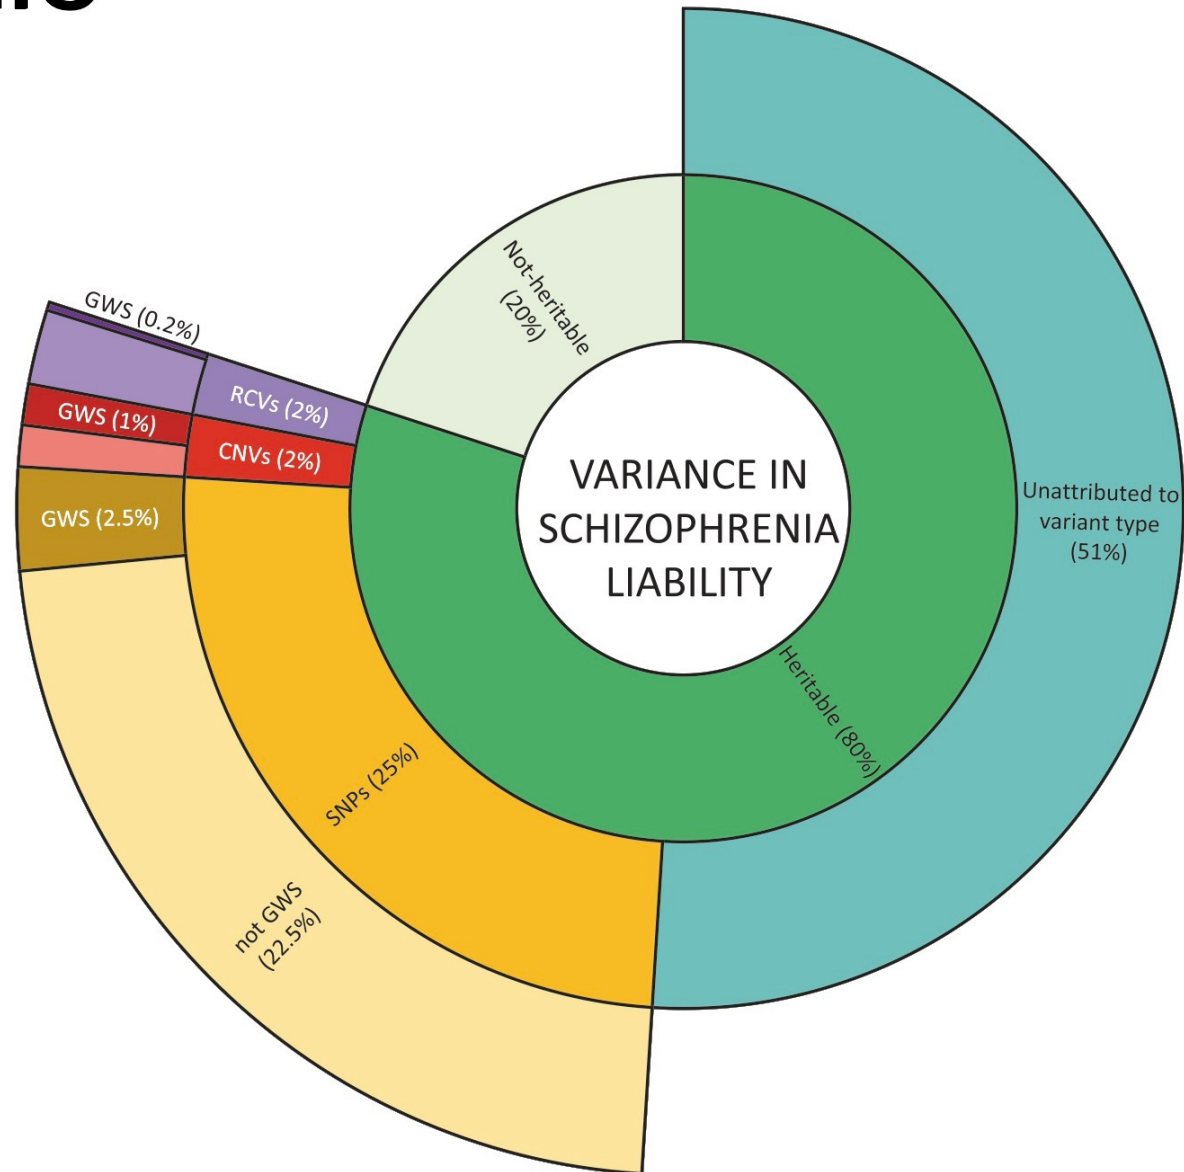 GWS (0.2%)
RCVs (2%)
GWS (1%)
CNVs (2%)
GWS (2.5%)
SNPs (25%)
not GWS
(22.5%)
Not-heritable
(20%)
VARIANCE IN
SCHIZOPHRENIA
LIABILITY
Heritable (80%)
Unattributed to
variant type
(51%)